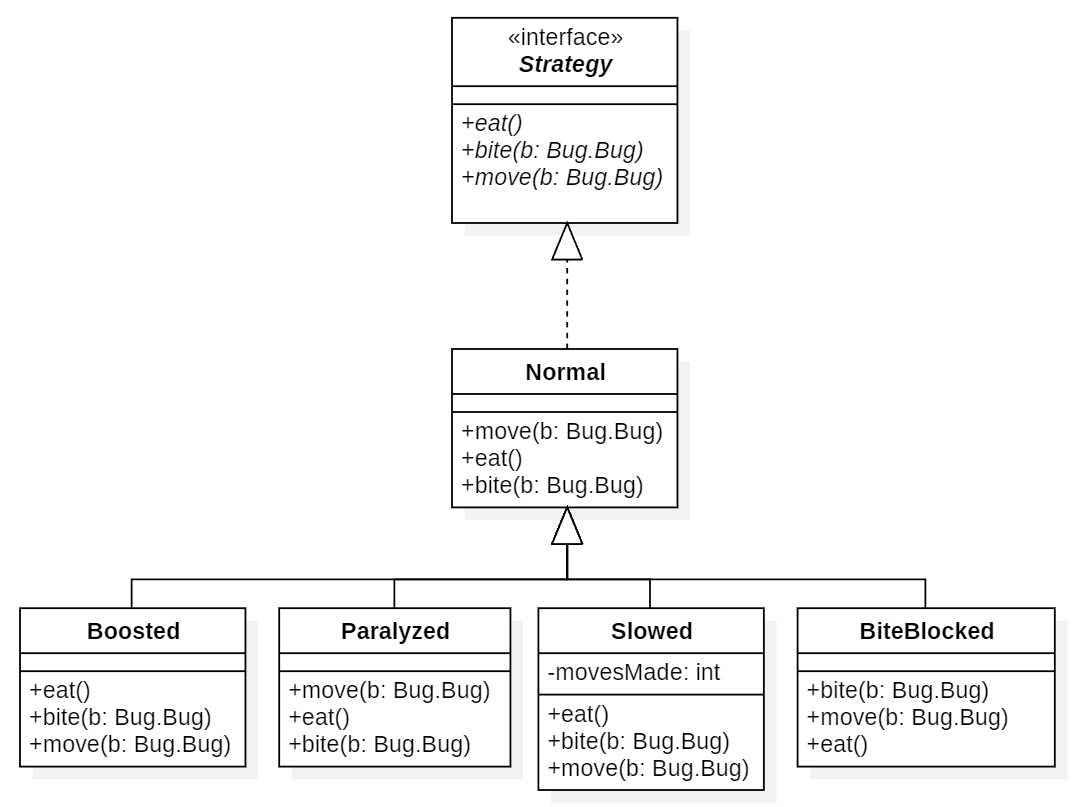 «interface»
Strategy
+eat()
+bite(b: Bug.Bug)
+move(b: Bug.Bug)
Normal
+move(b: Bug.Bug)
+eat()
+bite(b: Bug.Bug)
Boosted
+eat()
+bite(b: Bug.Bug)
+move(b: Bug.Bug)
Paralyzed
+move(b: Bug.Bug)
+eat()
+bite(b: Bug.Bug)
Slowed
-movesMade: int
+eat()
+bite(b: Bug.Bug)
+move(b: Bug.Bug)
BiteBlocked
+bite(b: Bug.Bug)
+move(b: Bug.Bug)
+eat()